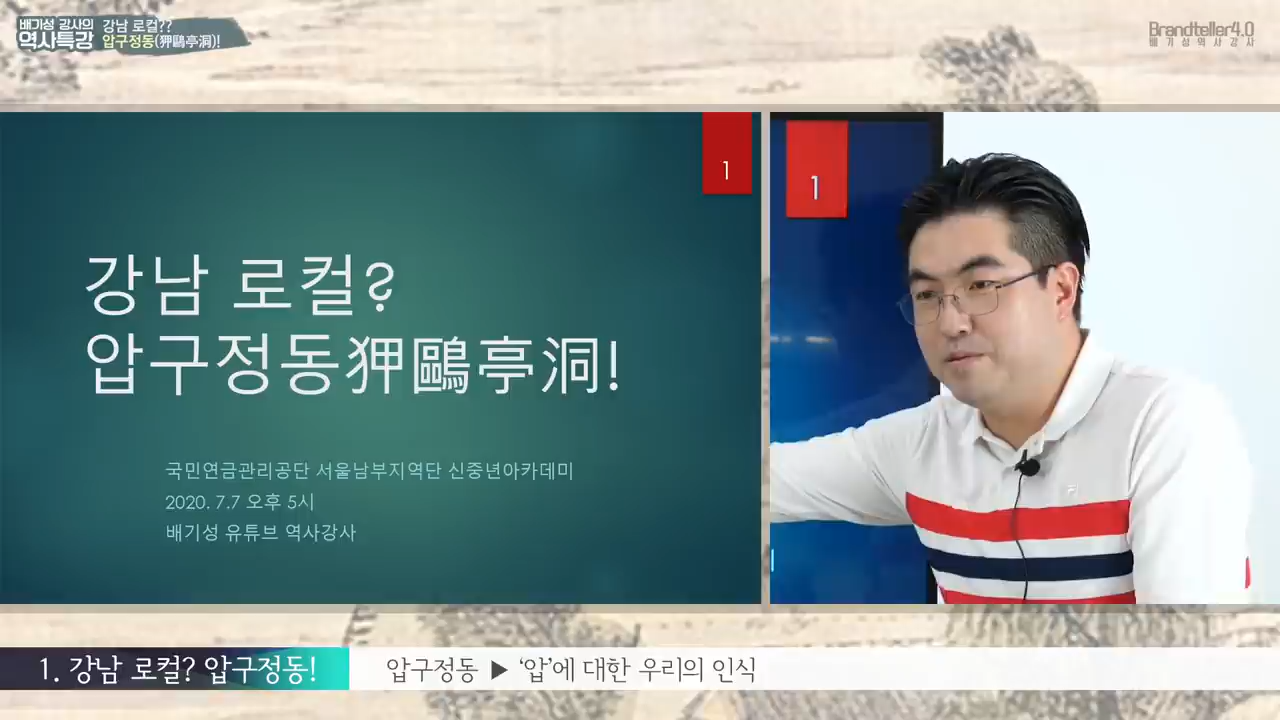 배기성 강사의
역사특강
강남 로컬??
압구정동(狎鷗亭洞)!
Brandteller4.0
배기성역사강사
1
1
강남 로컬?
압구정동狎鷗亭洞!
국민연금관리공단 서울남부지역단 신중년아카데미
2020. 7.7 오후 5시
배기성 유튜브 역사강사
1. 강남 로컬? 압구정동!
압구정동 ▶ ‘압’에 대한 우리의 인식